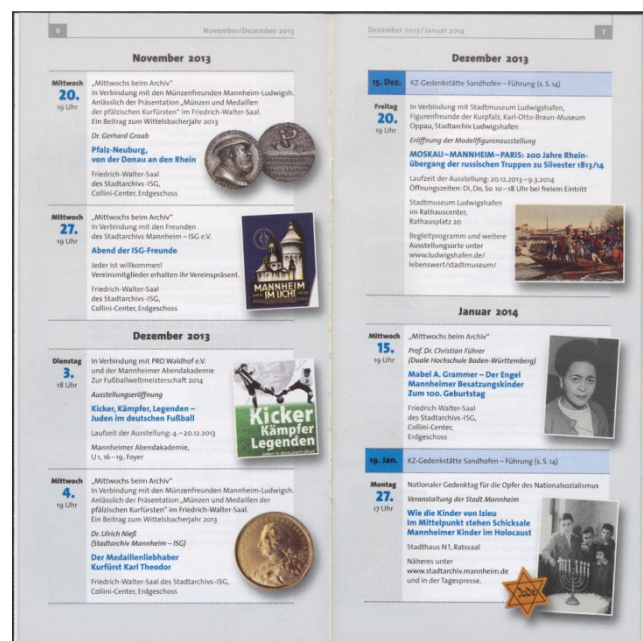 6
November/Dezember 2013
November 2013
Mittwoch
20.
19 Uhr
„Mittwochs beim Archiv"
In Verbindung mit den Münzenfreunden Mannheim-Ludwigsh.
Anlässlich der Präsentation „Münzen und Medaillen
der pfälzischen Kurfürsten" im Friedrich-Walter-Saal.
Ein Beitrag zum Wittelsbacherjahr 2013
Dr. Gerhard Graab
Pfalz-Neuburg,
von der Donau an den Rhein
Friedrich-Walter-Saal
des Stadtarchivs -ISG,
Collini-Center, Erdgeschoss
Mittwoch
27.
19 Uhr
„Mittwochs beim Archiv"
In Verbindung mit den Freunden
des Stadtarchivs Mannheim – ISG e.V.
Abend der ISG-Freunde
Jeder ist willkommen!
Vereinsmitglieder erhalten ihr Vereinspräsent.
Friedrich-Walter-Saal
des Stadtarchivs-ISG,
Collini-Center, Erdgeschoss
MANNHEIM
IM LICHT
Dezember 2013
Dienstag
3.
18 Uhr
In Verbindung mit PRO Waldhof e.V.
und der Mannheimer Abendakademie
Zur Fußballweltmeisterschaft 2014
Ausstellungseröffnung
Kicker, Kämpfer, Legenden –
Juden im deutschen Fußball
Laufzeit der Ausstellung: 4.–20.12.2013
Mannheimer Abendakademie,
U 1, 16–19, Foyer
Kicker
Kämpfer
Legenden
Juden im deutschen Fußball
Mittwoch
4.
19 Uhr
„Mittwochs beim Archiv"
In Verbindung mit den Münzenfreunden Mannheim-Ludwigsh.
Anlässlich der Präsentation „Münzen und Medaillen der
pfälzischen Kurfürsten" im Friedrich-Walter-Saal.
Ein Beitrag zum Wittelsbacherjahr 2013
Dr. Ulrich Nieß
(Stadtarchiv Mannheim – ISG)
Der Medaillenliebhaber
Kurfürst Karl Theodor
Friedrich-Walter-Saal des Stadtarchivs-ISG,
Collini-Center, Erdgeschoss
Dezember 2013/Januar 2014
7
Dezember 2013
15. Dez.
KZ-Gedenkstätte Sandhofen – Führung (s. S. 14)
Freitag
20.
19 Uhr
In Verbindung mit Stadtmuseum Ludwigshafen,
Figurenfreunde der Kurpfalz, Karl-Otto-Braun-Museum
Oppau, Stadtarchiv Ludwigshafen
Eröffnung der Modellfigurenausstellung
MOSKAU–MANNHEIM–PARIS: 200 Jahre Rhein-
übergang der russischen Truppen zu Silvester 1813/14
Laufzeit der Ausstellung: 20.12.2013–9.3.2014
Öffnungszeiten: Di, Do, So 10–18 Uhr bei freiem Eintritt
Stadtmuseum Ludwigshafen
im Rathauscenter,
Rathausplatz 20
Begleitprogramm und weitere
Ausstellungsorte unter
www.ludwigshafen.de/
lebenswert/stadtmuseum/
Januar 2014
Mittwoch
15.
19 Uhr
„Mittwochs beim Archiv"
Prof. Dr. Christian Führer
(Duale Hochschule Baden-Württemberg)
Mabel A. Grammer – Der Engel
Mannheimer Besatzungskinder
Zum 100. Geburtstag
Friedrich-Walter-Saal
des Stadtarchivs-ISG,
Collini-Center,
Erdgeschoss
19. Jan.
KZ-Gedenkstätte Sandhofen – Führung (s. S. 14)
Montag
27.
17 Uhr
Nationaler Gedenktag für die Opfer des Nationalsozialismus
Veranstaltung der Stadt Mannheim
Wie die Kinder von Izieu
Im Mittelpunkt stehen Schicksale
Mannheimer Kinder im Holocaust
Stadthaus N 1, Ratssaal
Näheres unter
www.stadtarchiv.mannheim.de
und in der Tagespresse.
Jude